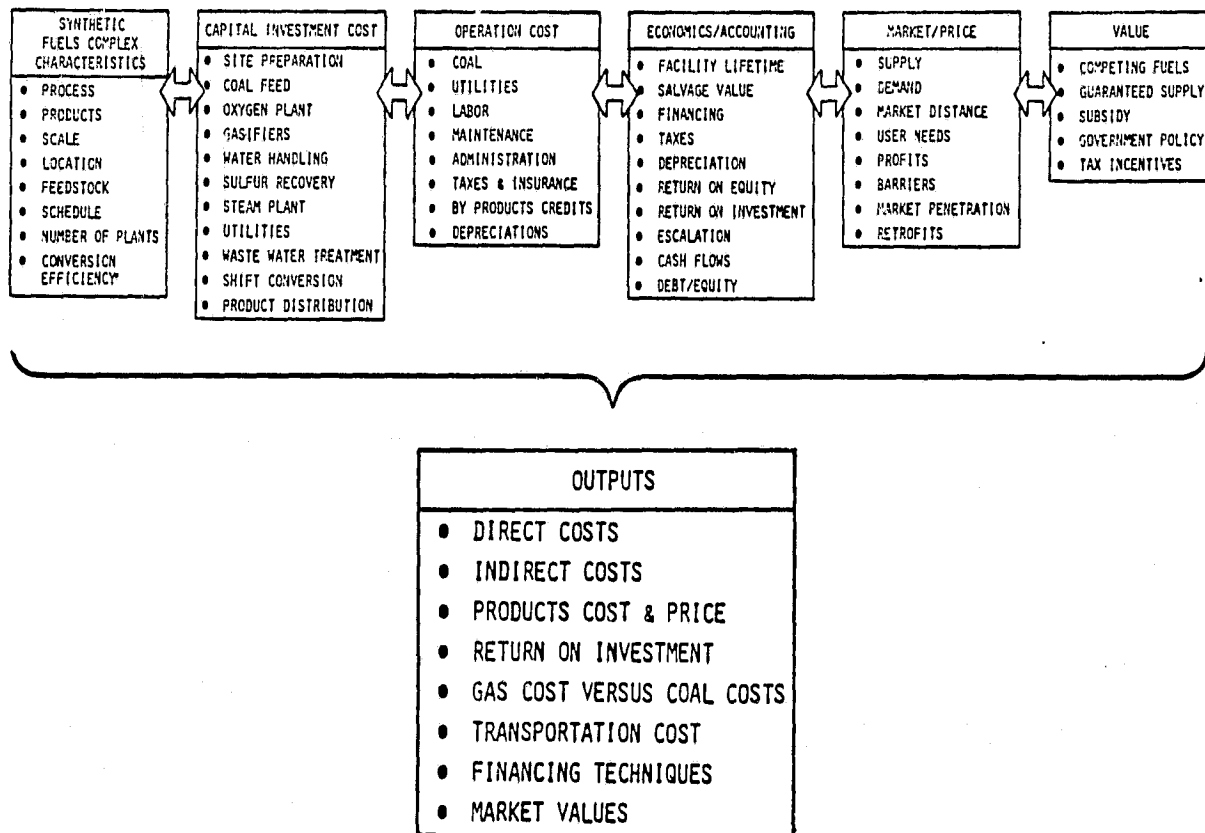 SYNTHETIC
FUELS COMPLEX
CHARACTERISTICS
• PROCESS
• PRODUCTS
• SCALE
• LOCATION
• FEEDSTOCK
• SCHEDULE
• NUMBER OF PLANTS
• CONVERSION
EFFICIENCY
CAPITAL INVESTMENT COST
• SITE PREPARATION
• COAL FEED
• OXYGEN PLANT
• GASIFIERS
• WATER HANDLING
• SULFUR RECOVERY
• STEAM PLANT
• UTILITIES
• WASTE WATER TREATMENT
• SHIFT CONVERSION
• PRODUCT DISTRIBUTION
OPERATION COST
• COAL
• UTILITIES
• LABOR
• MAINTENANCE
• ADMINISTRATION
• TAXES & INSURANCE
• BY PRODUCTS CREDITS
• DEPRECIATIONS
ECONOMICS/ACCOUNTING
• FACILITY LIFETIME
• SALVAGE VALUE
• FINANCING
• TAXES
• DEPRECIATION
• RETURN ON EQUITY
• RETURN ON INVESTMENT
• ESCALATION
• CASH FLOWS
• DEBT/EQUITY
MARKET/PRICE
• SUPPLY
• DEMAND
• MARKET DISTANCE
• USER NEEDS
• PROFITS
• BARRIERS
• MARKET PENETRATION
• RETROFITS
VALUE
• COMPETING FUELS
• GUARANTEED SUPPLY
• SUBSIDY
• GOVERNMENT POLICY
• TAX INCENTIVES
OUTPUTS
• DIRECT COSTS
• INDIRECT COSTS
• PRODUCTS COST & PRICE
• RETURN ON INVESTMENT
• GAS COST VERSUS COAL COSTS
• TRANSPORTATION COST
• FINANCING TECHNIQUES
• MARKET VALUES